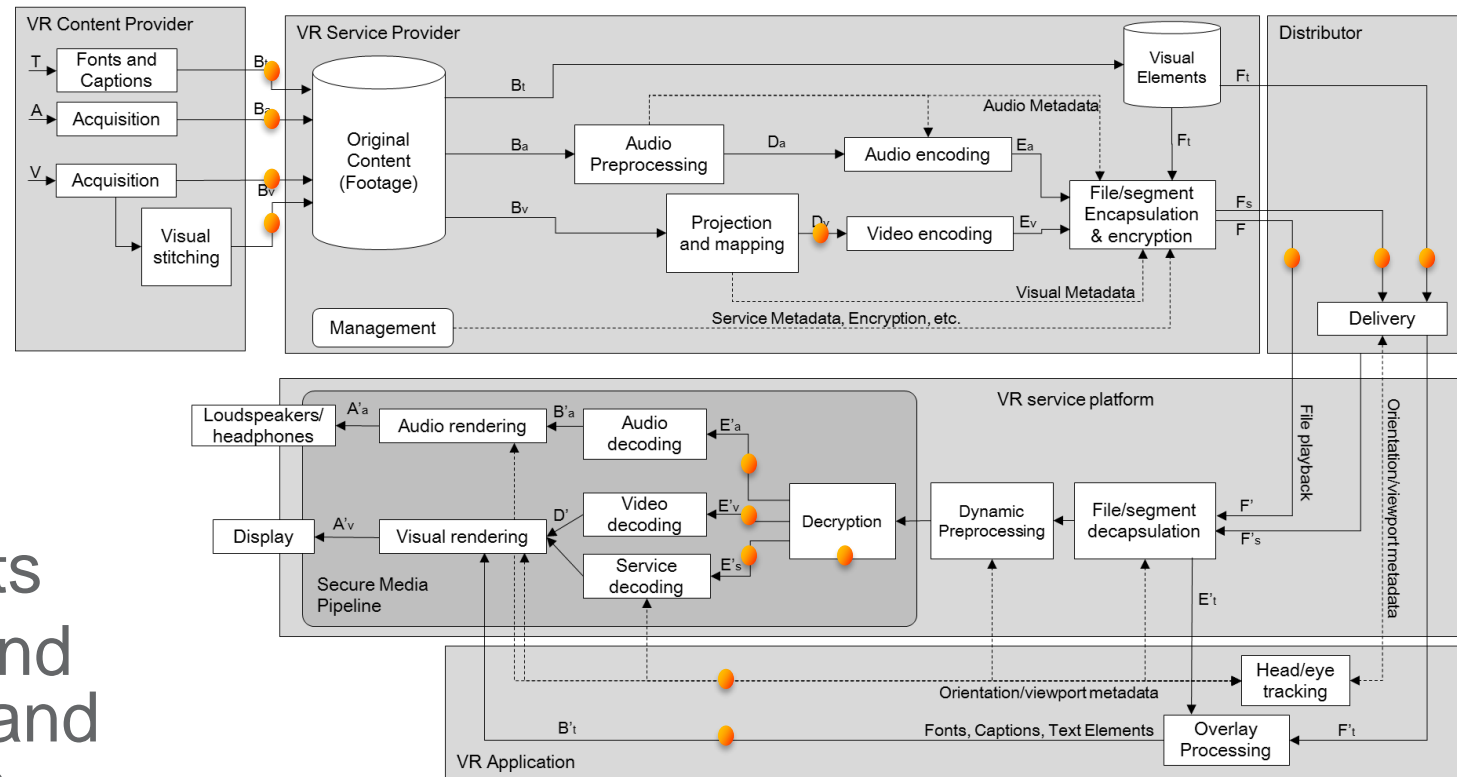 VR Content Provider
T
Fonts and
Captions
Bt
A
Acquisition
Ba
V
Acquisition
Bv
Visual
stitching
VR Service Provider
Original
Content
(Footage)
Bt
Visual
Elements
Ft
Audio Metadata
Ba
Audio
Preprocessing
Da
Audio encoding
Ea
Ft
Bv
Projection
and mapping
Dv
Video encoding
Ev
File/segment
Encapsulation
& encryption
Fs
F
Visual Metadata
Management
Service Metadata, Encryption, etc.
Distributor
Delivery
VR service platform
Loudspeakers/
headphones
A'a
Audio rendering
B'a
Audio
decoding
E'a
Display
A'v
Visual rendering
D'
Video
decoding
E'v
Service
decoding
E's
Decryption
Dynamic
Preprocessing
File/segment
decapsulation
F'
F's
File playback
Orientation/viewport metadata
Secure Media
Pipeline
E't
Orientation/viewport metadata
Head/eye
tracking
B't
Fonts, Captions, Text Elements
Overlay
Processing
F't
VR Application
ts
nd
and